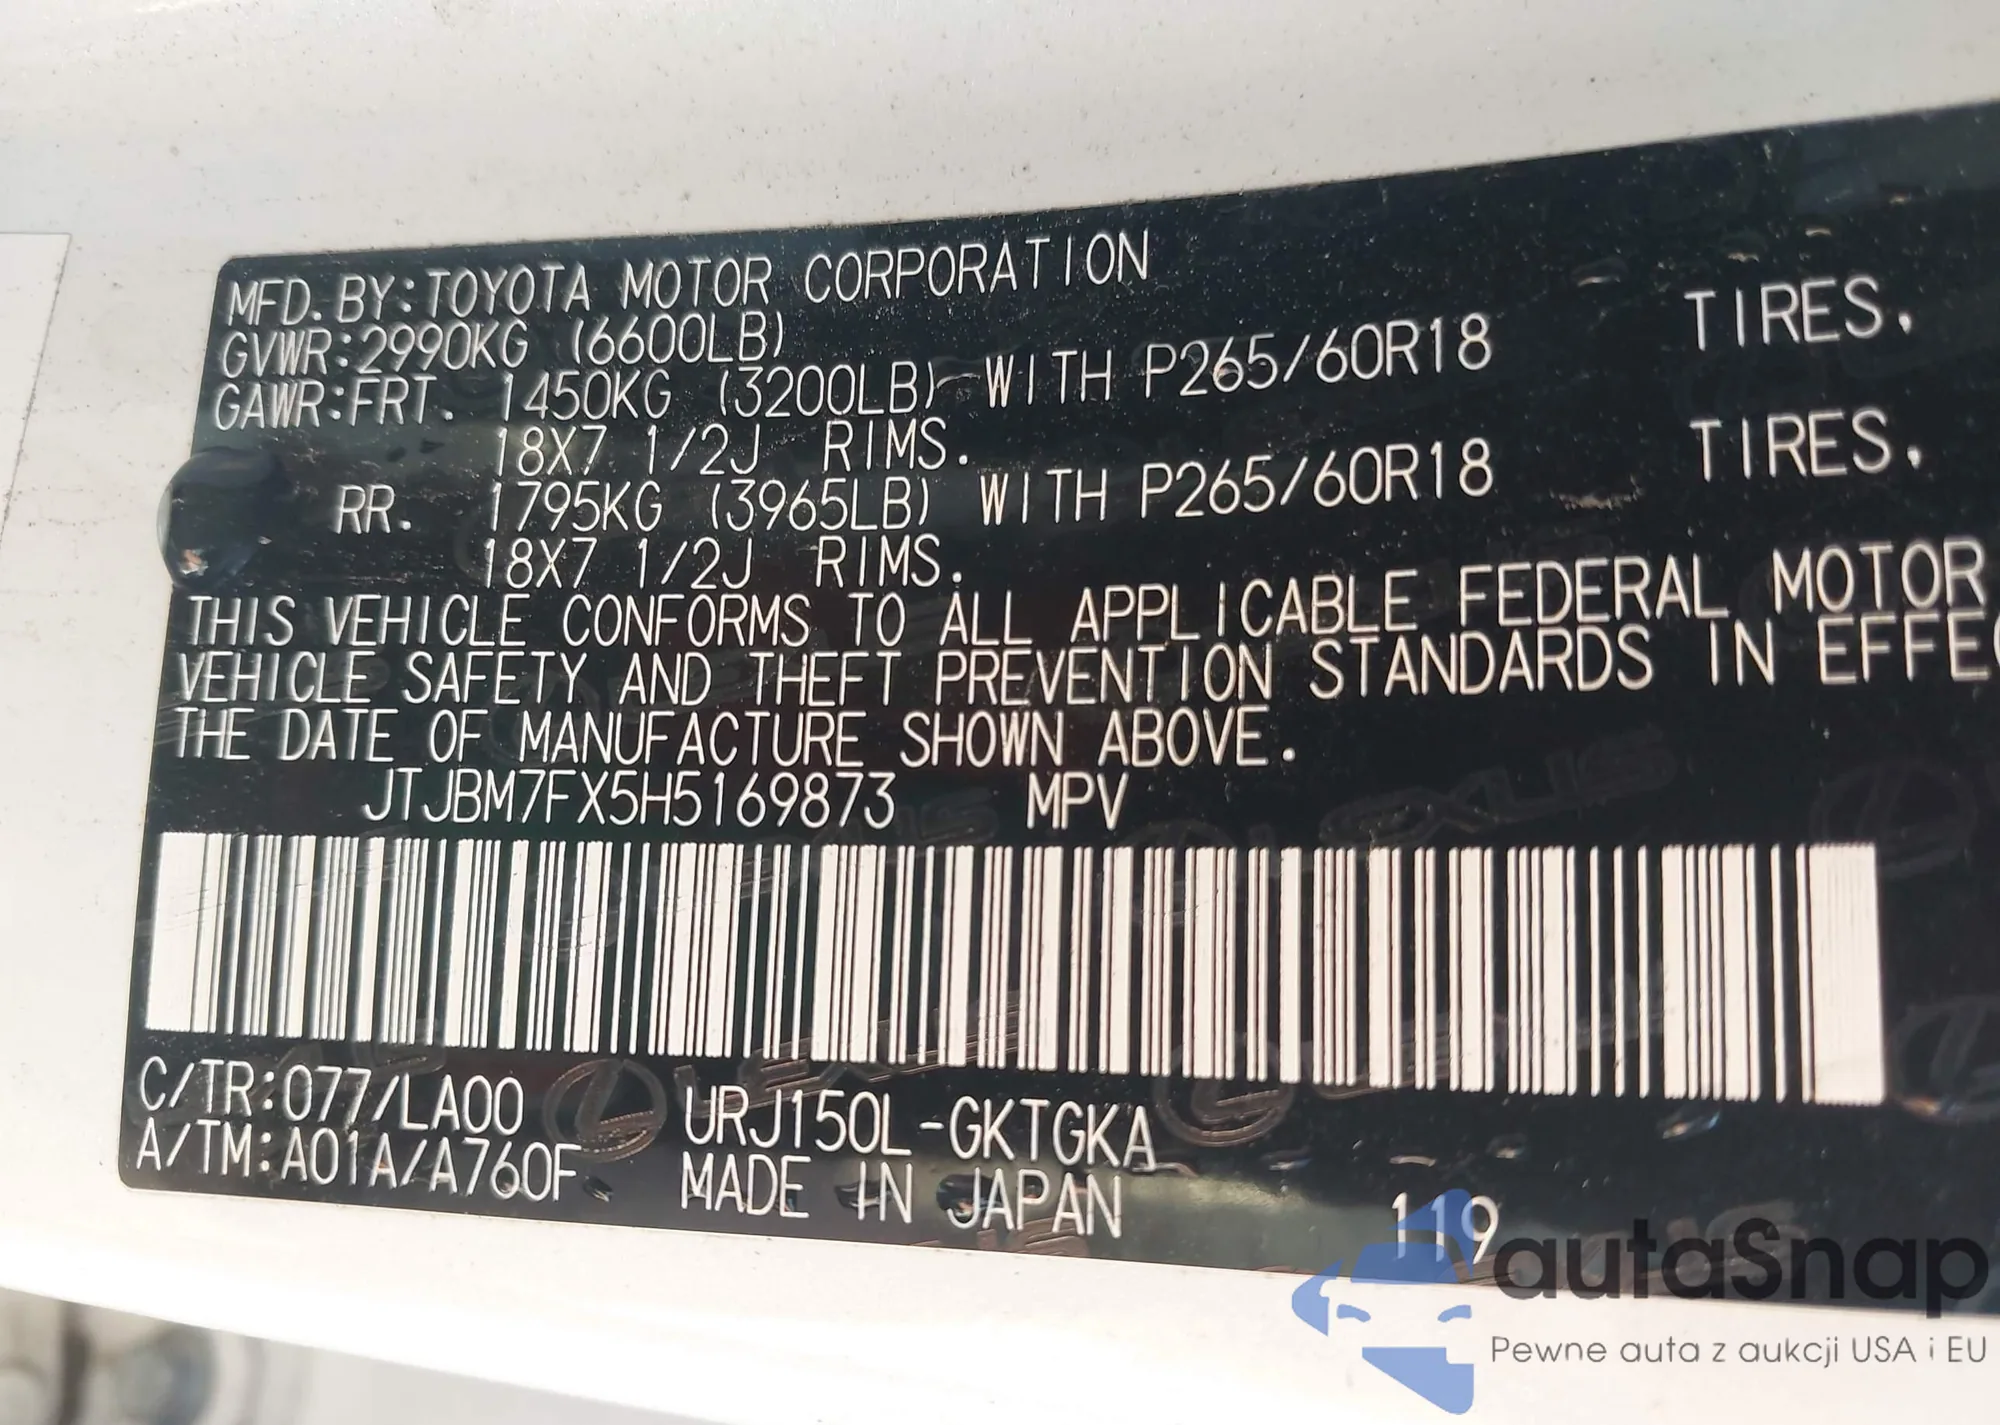 MFD. BY: TOYOTA MOTOR CORPORATION
GVWR: 2990KG (6600LB)
GAWR: FRT. 1450KG (3200LB) WITH P265/60R18 TIRES,
18X7 1/2J RIMS.
RR. 1795KG (3965LB) WITH P265/60R18 TIRES,
18X7 1/2J RIMS.
THIS VEHICLE CONFORMS TO ALL APPLICABLE FEDERAL MOTOR
VEHICLE SAFETY AND THEFT PREVENTION STANDARDS IN EFFE
THE DATE OF MANUFACTURE SHOWN ABOVE.
JTJBM7FX5H5169873 MPV
C/TR: 077/LA00 URJ150L-GKTGKA
A/TM: A01A/A760F MADE IN JAPAN 119
LEXUS
autaSnap
Pewne auta z aukcji USA i EU